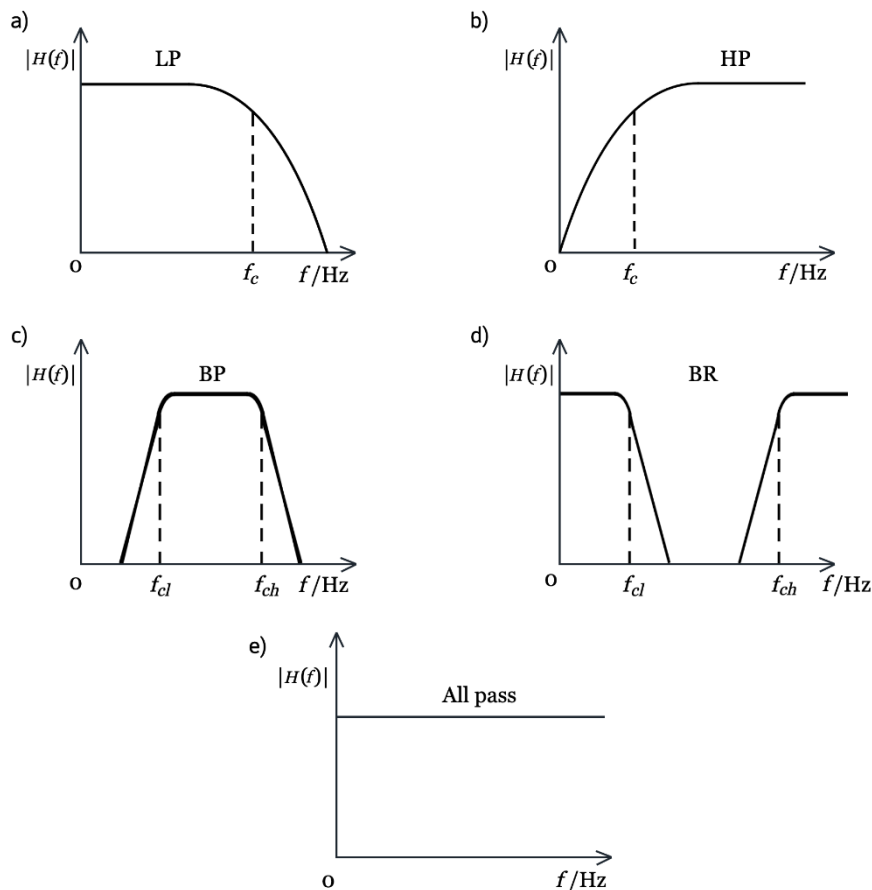 a)
|H(f)|
LP
o
f_c
f/Hz
b)
|H(f)|
HP
o
f_c
f/Hz
c)
|H(f)|
BP
o
f_cl
f_ch
f/Hz
d)
|H(f)|
BR
o
f_cl
f_ch
f/Hz
e)
|H(f)|
All pass
o
f/Hz